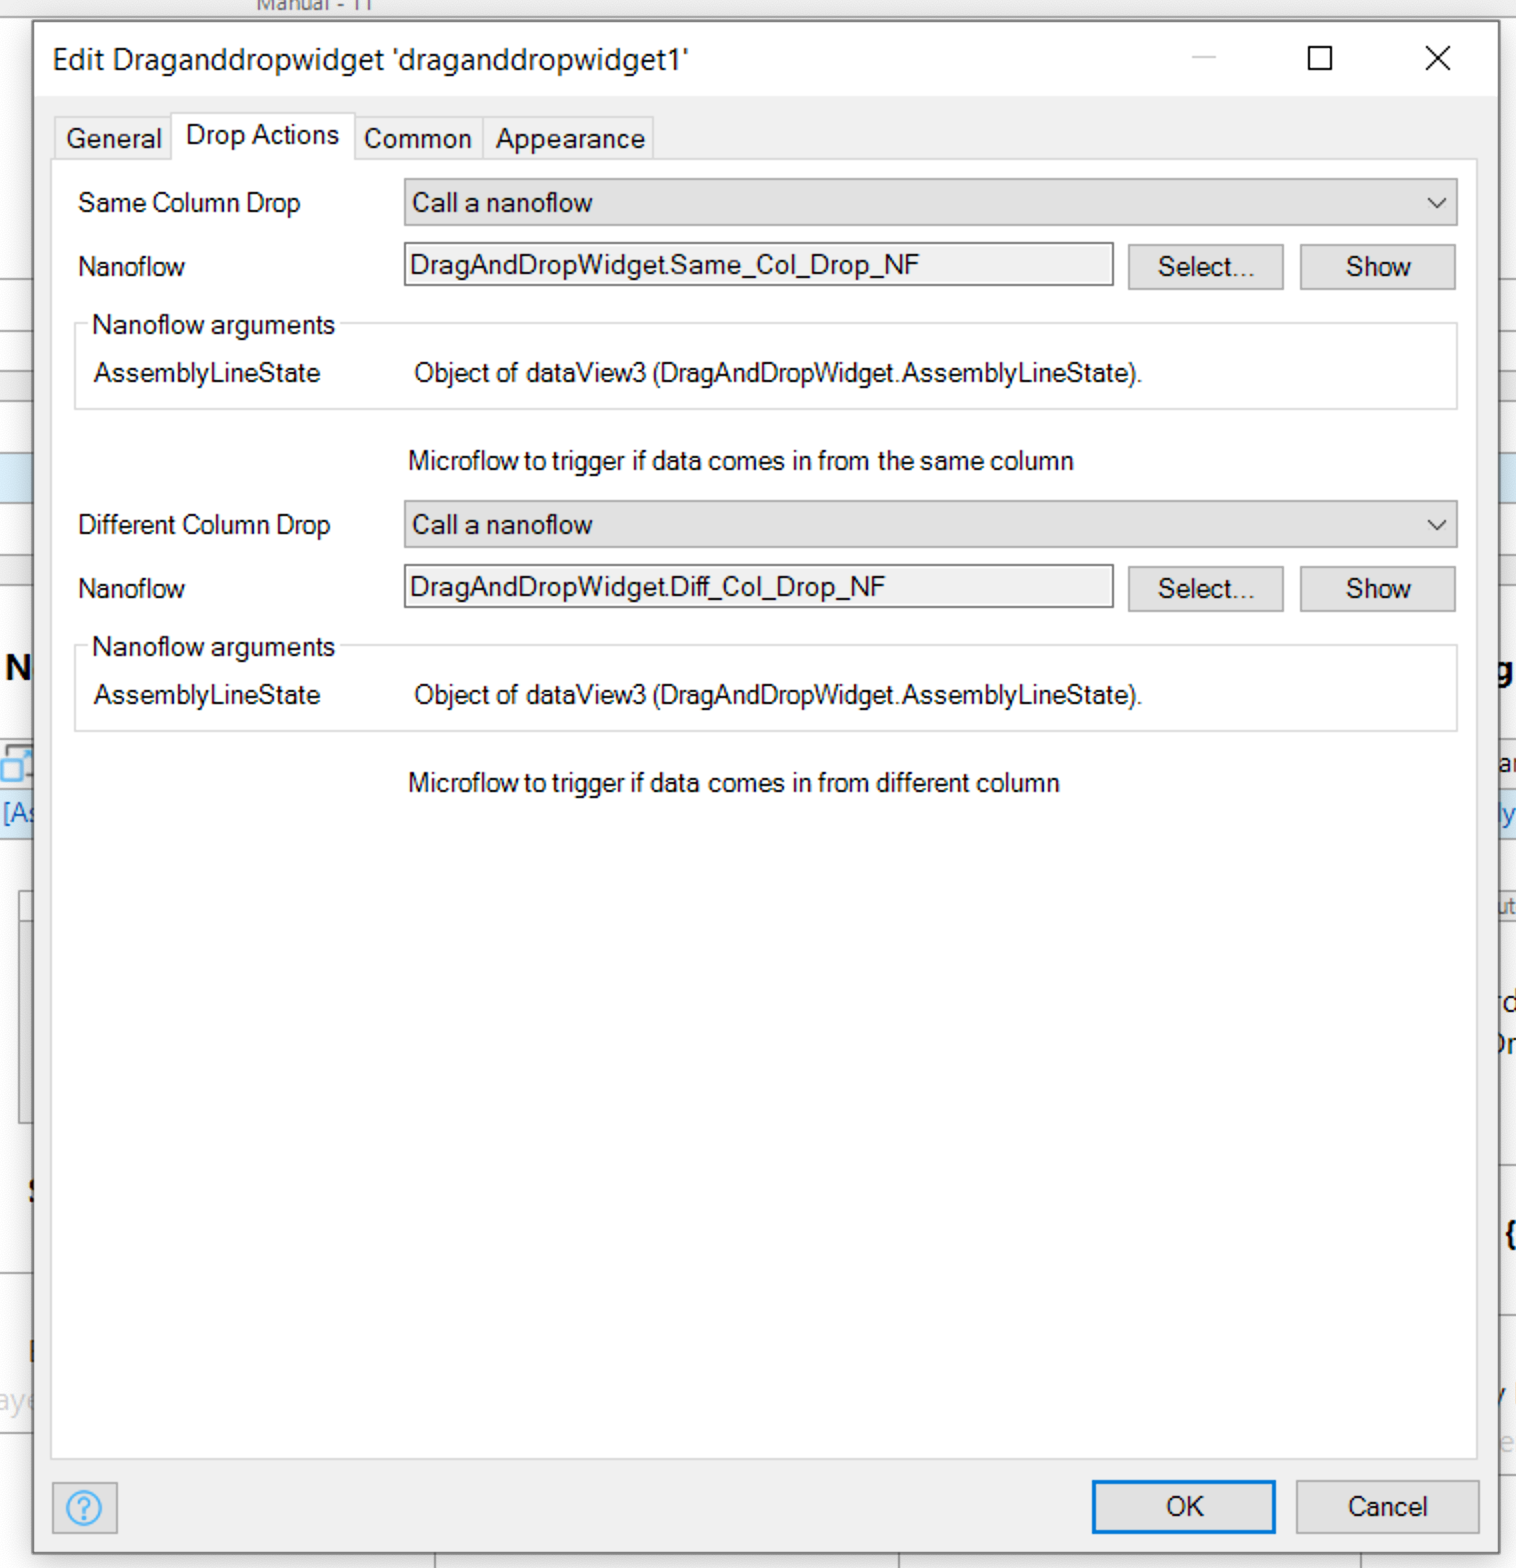 Manual - 11
Edit Draganddropwidget 'draganddropwidget1'
General Drop Actions Common Appearance
Same Column Drop Call a nanoflow
Nanoflow DragAndDropWidget.Same_Col_Drop_NF Select... Show
Nanoflow arguments
AssemblyLineState Object of dataView3 (DragAndDropWidget.AssemblyLineState).
Microflow to trigger if data comes in from the same column
Different Column Drop Call a nanoflow
Nanoflow DragAndDropWidget.Diff_Col_Drop_NF Select... Show
Nanoflow arguments
AssemblyLineState Object of dataView3 (DragAndDropWidget.AssemblyLineState).
Microflow to trigger if data comes in from different column
OK Cancel